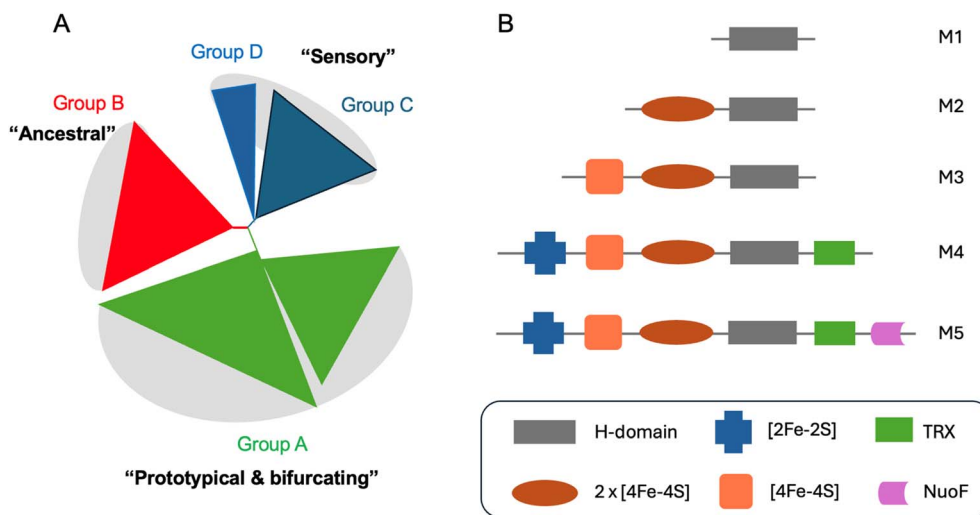 A
Group D
"Sensory"
Group B
Group C
"Ancestral"
Group A
"Prototypical & bifurcating"
B
M1
M2
M3
M4
M5
H-domain
[2Fe-2S]
TRX
2 x [4Fe-4S]
[4Fe-4S]
NuoF